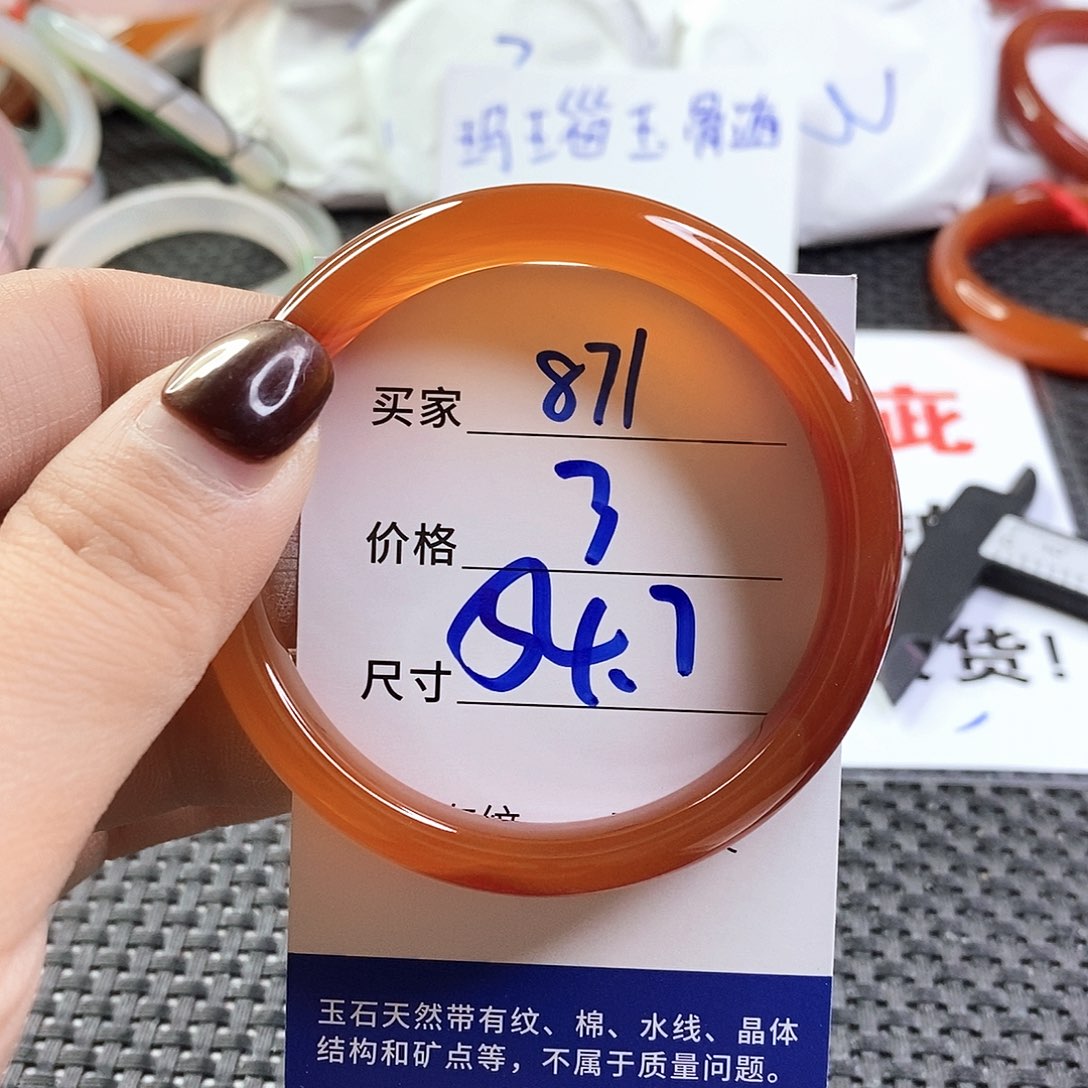 玛瑙玉髓
买家 871
价格 3
尺寸 54.7
疵
货！
玉石天然带有纹、棉、水线、晶体
结构和矿点等，不属于质量问题。